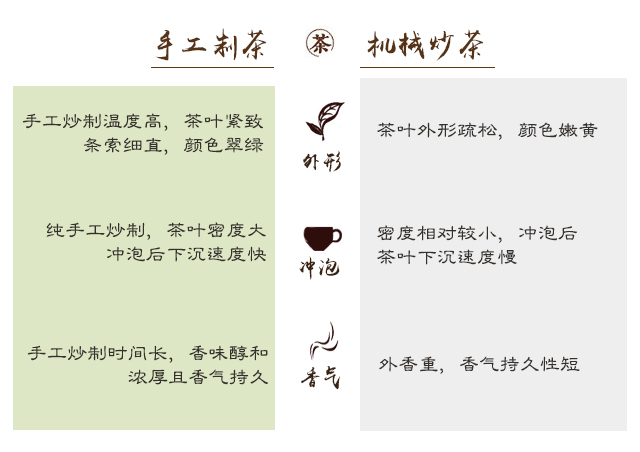 手工制茶
茶
机械炒茶
手工炒制温度高，茶叶紧致
条索细直，颜色翠绿
外形
茶叶外形疏松，颜色嫩黄
纯手工炒制，茶叶密度大
冲泡后下沉速度快
冲泡
密度相对较小，冲泡后
茶叶下沉速度慢
手工炒制时间长，香味醇和
浓厚且香气持久
香气
外香重，香气持久性短